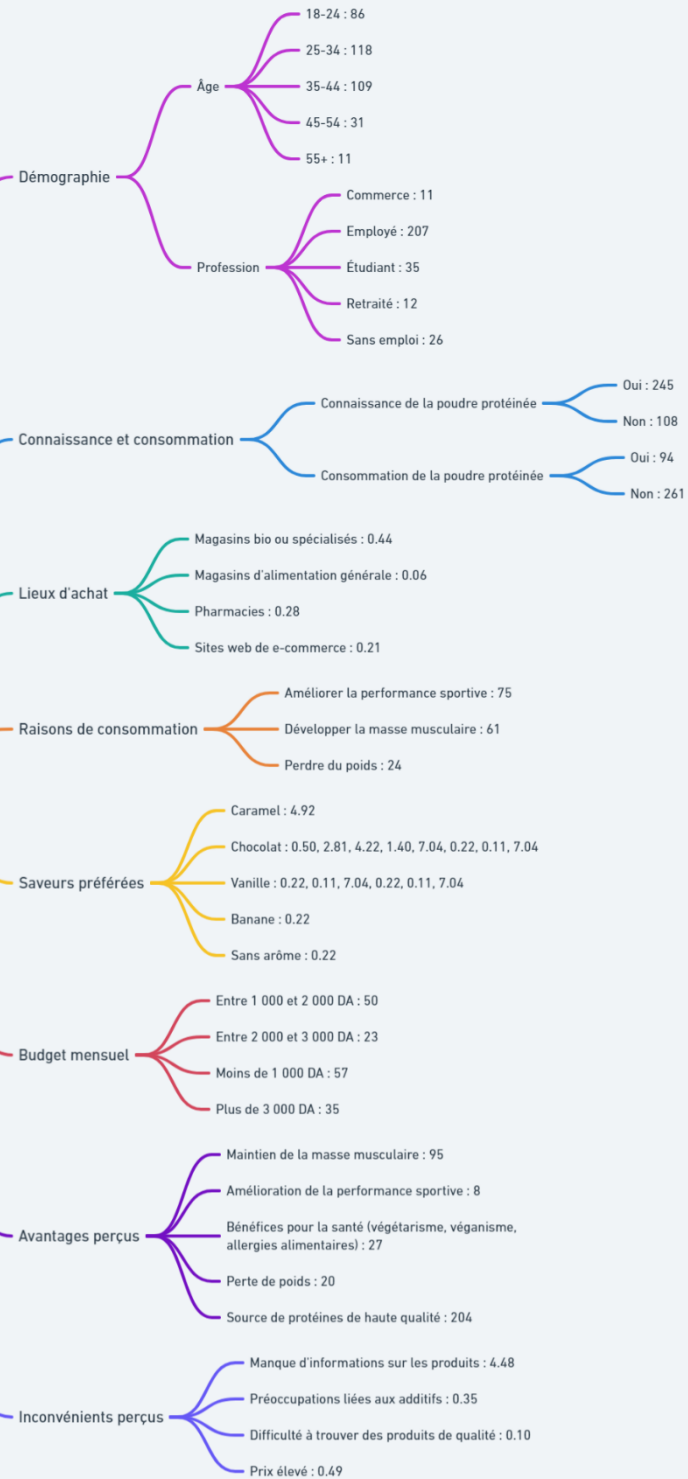 18-24 : 86
25-34 : 118
Âge
35-44 : 109
45-54 : 31
55+ : 11
Démographie
Commerce : 11
Employé : 207
Profession
Étudiant : 35
Retraité : 12
Sans emploi : 26
Oui : 245
Connaissance de la poudre protéinée
Non : 108
Connaissance et consommation
Oui : 94
Consommation de la poudre protéinée
Non : 261
Magasins bio ou spécialisés : 0.44
Magasins d'alimentation générale : 0.06
Lieux d'achat
Pharmacies : 0.28
Sites web de e-commerce : 0.21
Améliorer la performance sportive : 75
Raisons de consommation
Développer la masse musculaire : 61
Perdre du poids : 24
Caramel : 4.92
Chocolat : 0.50, 2.81, 4.22, 1.40, 7.04, 0.22, 0.11, 7.04
Saveurs préférées
Vanille : 0.22, 0.11, 7.04, 0.22, 0.11, 7.04
Banane : 0.22
Sans arôme : 0.22
Entre 1 000 et 2 000 DA : 50
Entre 2 000 et 3 000 DA : 23
Budget mensuel
Moins de 1 000 DA : 57
Plus de 3 000 DA : 35
Maintien de la masse musculaire : 95
Amélioration de la performance sportive : 8
Avantages perçus
Bénéfices pour la santé (végétarisme, véganisme,
allergies alimentaires) : 27
Perte de poids : 20
Source de protéines de haute qualité : 204
Manque d'informations sur les produits : 4.48
Préoccupations liées aux additifs : 0.35
Inconvénients perçus
Difficulté à trouver des produits de qualité : 0.10
Prix élevé : 0.49